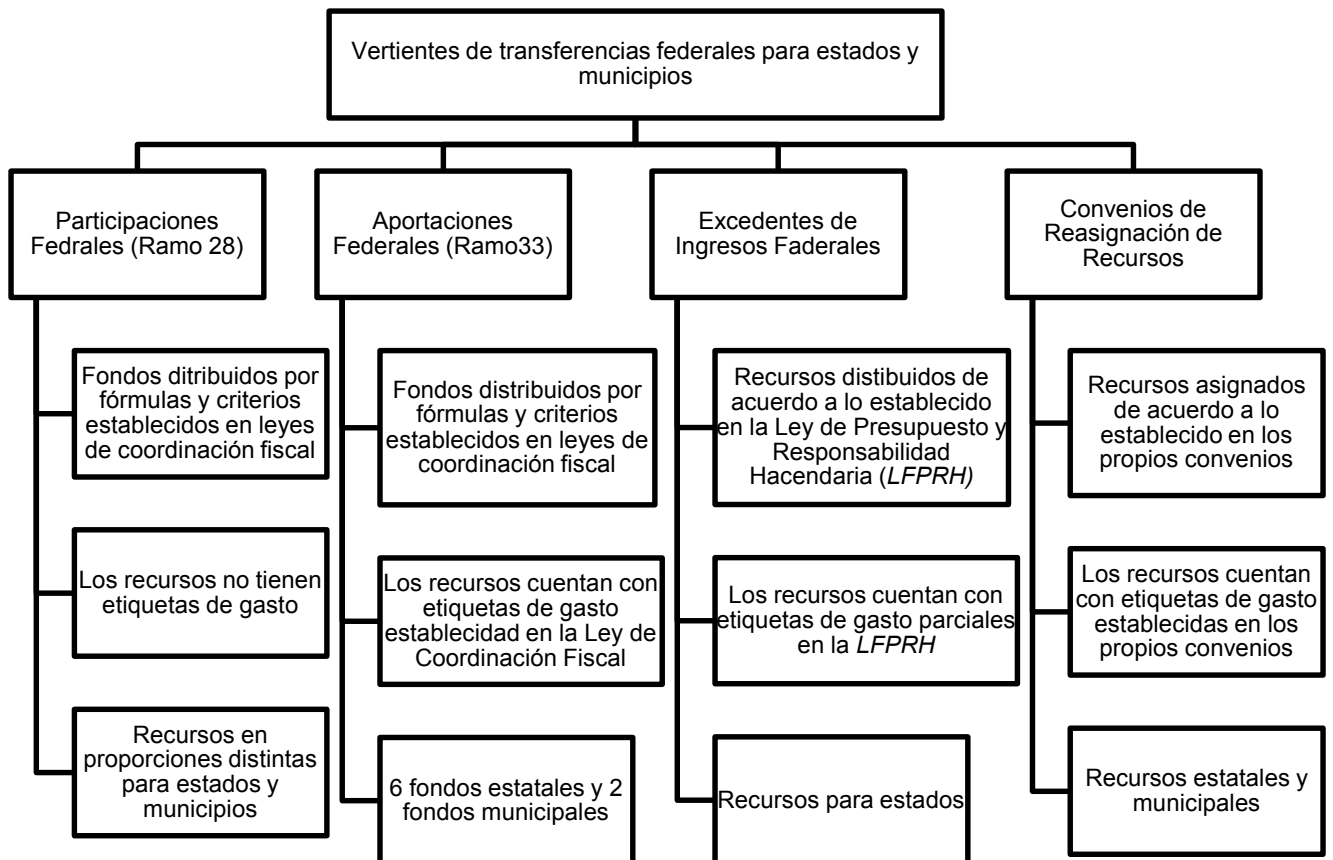 Vertientes de transferencias federales para estados y
municipios
Participaciones
Fedrales (Ramo 28)
Aportaciones
Federales (Ramo33)
Excedentes de
Ingresos Faderales
Convenios de
Reasignación de
Recursos
Fondos ditribuidos por
fórmulas y criterios
establecidos en leyes
de coordinación fiscal
Fondos distribuidos por
fórmulas y criterios
establecidos en leyes de
coordinación fiscal
Recursos distibuidos de
acuerdo a lo establecido
en la Ley de Presupuesto y
Responsabilidad
Hacendaria (LFPRH)
Recursos asignados
de acuerdo a lo
establecido en los
propios convenios
Los recursos no tienen
etiquetas de gasto
Los recursos cuentan con
etiquetas de gasto
establecidad en la Ley de
Coordinación Fiscal
Los recursos cuentan con
etiquetas de gasto parciales
en la LFPRH
Los recursos cuentan
con etiquetas de gasto
establecidas en los
propios convenios
Recursos en
proporciones distintas
para estados y
municipios
6 fondos estatales y 2
fondos municipales
Recursos para estados
Recursos estatales y
municipales